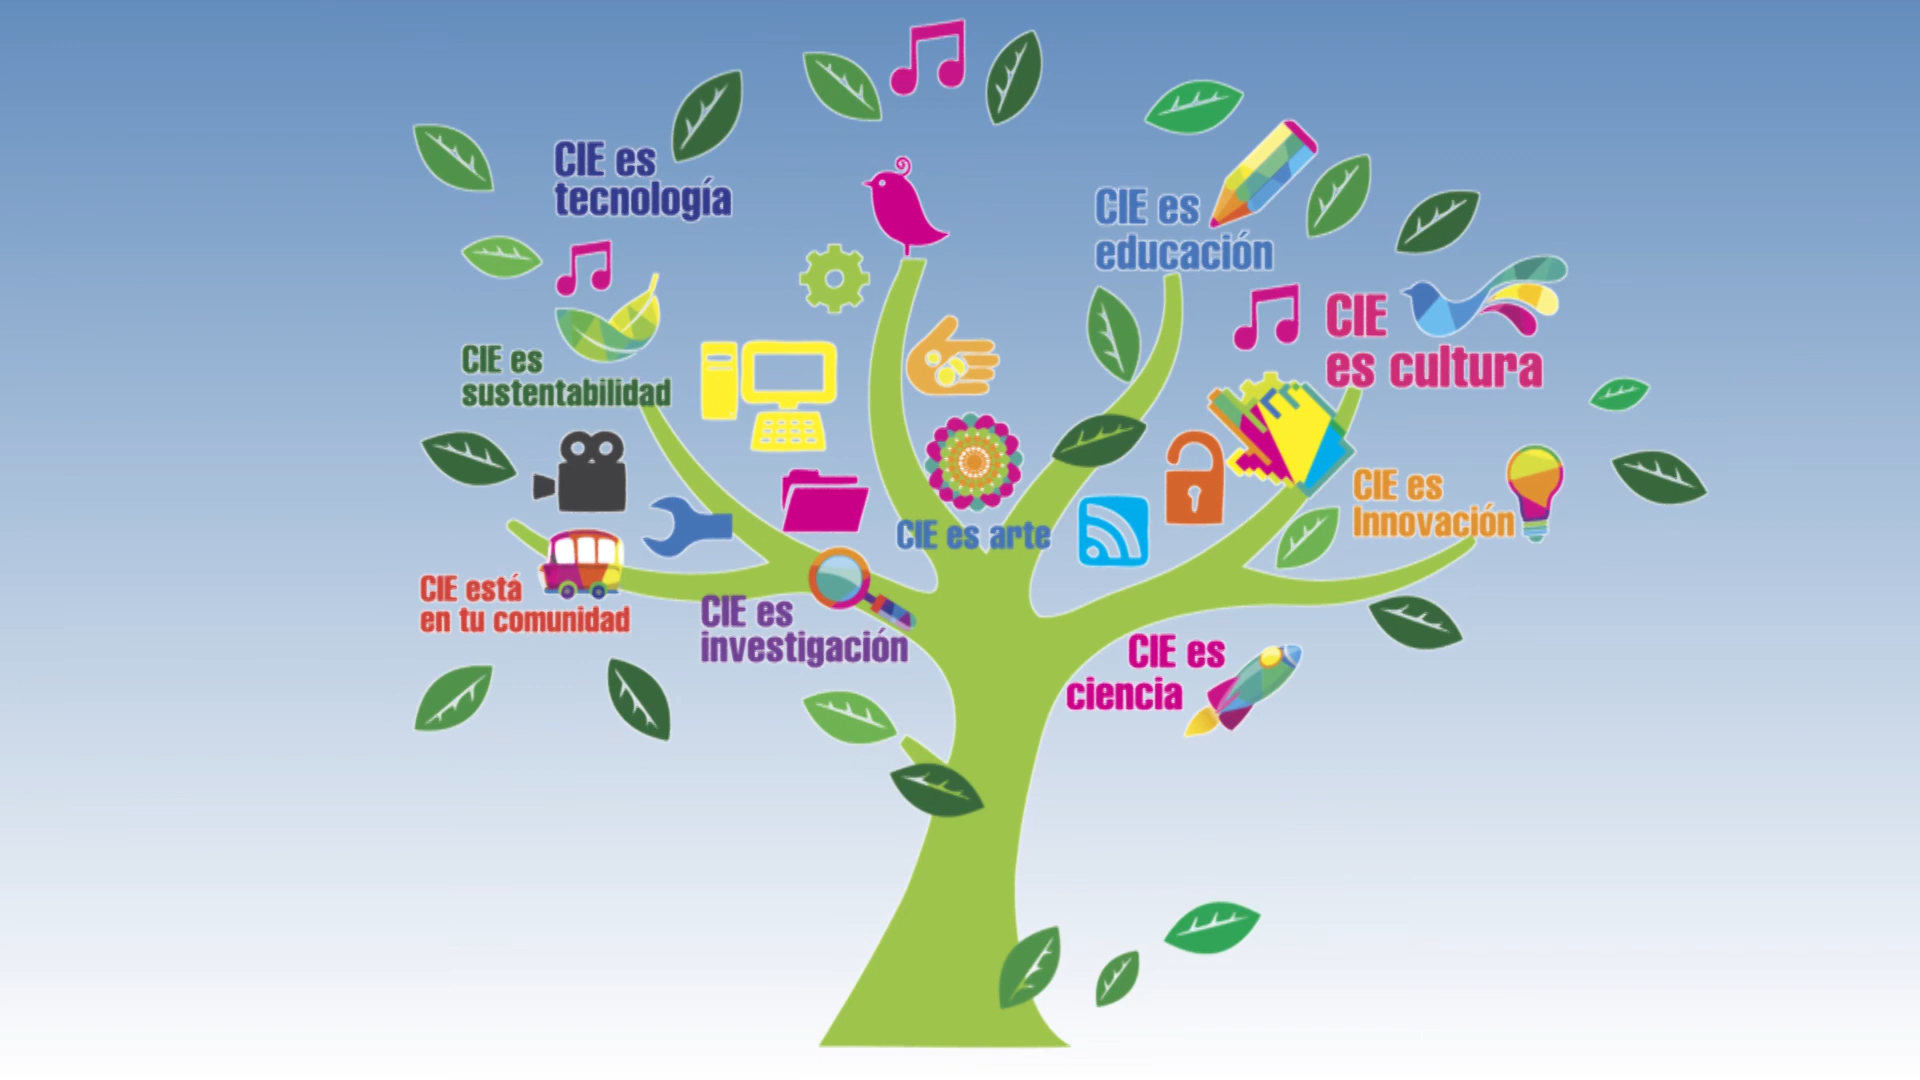 CIE es
tecnología
CIE es
educación
CIE
es cultura
CIE es
sustentabilidad
CIE es
Innovación
CIE es arte
CIE está
en tu comunidad
CIE es
investigación
CIE es
ciencia